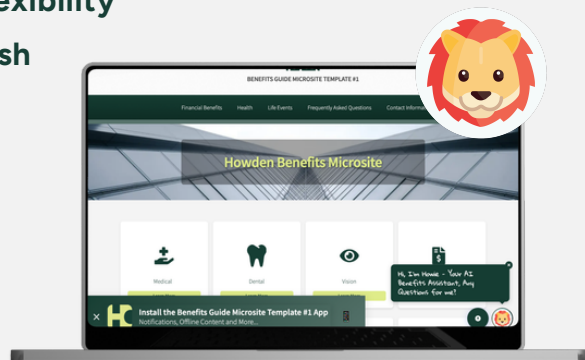 exibility
sh
BENEFITS GUIDE MICROSITE TEMPLATE #1
Financial Benefits Health Life Events Frequently Asked Questions Contact Informa
Howden Benefits Microsite
Medical Dental Vision
Hi, I'm Howie - Your AI
Benefits Assistant, Any
Questions for me?
Install the Benefits Guide Microsite Template #1 App
Notifications, Offline Content and More...